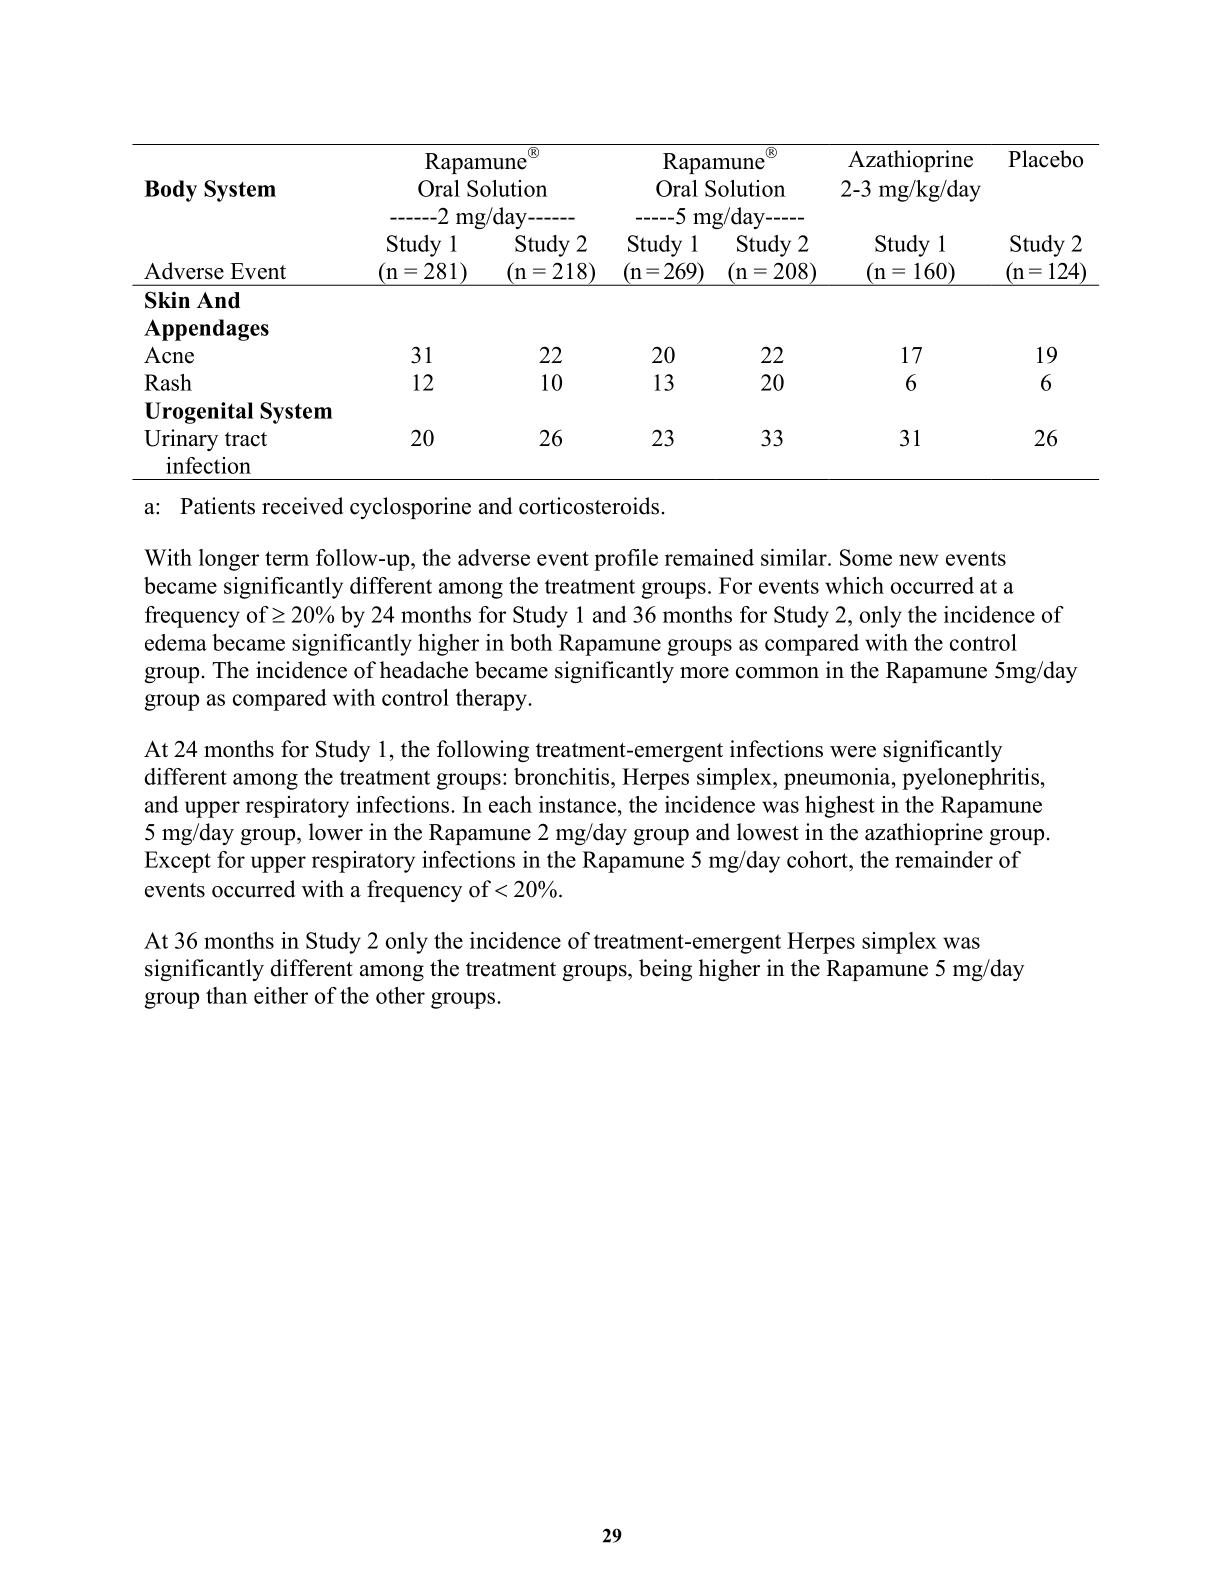 Rapamune® Rapamune® Azathioprine Placebo
Body System Oral Solution Oral Solution 2-3 mg/kg/day
------2 mg/day------ -----5 mg/day-----
Study 1 Study 2 Study 1 Study 2 Study 1 Study 2
Adverse Event (n = 281) (n = 218) (n = 269) (n = 208) (n = 160) (n = 124)
Skin And
Appendages
Acne 31 22 20 22 17 19
Rash 12 10 13 20 6 6
Urogenital System
Urinary tract 20 26 23 33 31 26
infection
a: Patients received cyclosporine and corticosteroids.
With longer term follow-up, the adverse event profile remained similar. Some new events
became significantly different among the treatment groups. For events which occurred at a
frequency of ≥ 20% by 24 months for Study 1 and 36 months for Study 2, only the incidence of
edema became significantly higher in both Rapamune groups as compared with the control
group. The incidence of headache became significantly more common in the Rapamune 5mg/day
group as compared with control therapy.
At 24 months for Study 1, the following treatment-emergent infections were significantly
different among the treatment groups: bronchitis, Herpes simplex, pneumonia, pyelonephritis,
and upper respiratory infections. In each instance, the incidence was highest in the Rapamune
5 mg/day group, lower in the Rapamune 2 mg/day group and lowest in the azathioprine group.
Except for upper respiratory infections in the Rapamune 5 mg/day cohort, the remainder of
events occurred with a frequency of < 20%.
At 36 months in Study 2 only the incidence of treatment-emergent Herpes simplex was
significantly different among the treatment groups, being higher in the Rapamune 5 mg/day
group than either of the other groups.
29